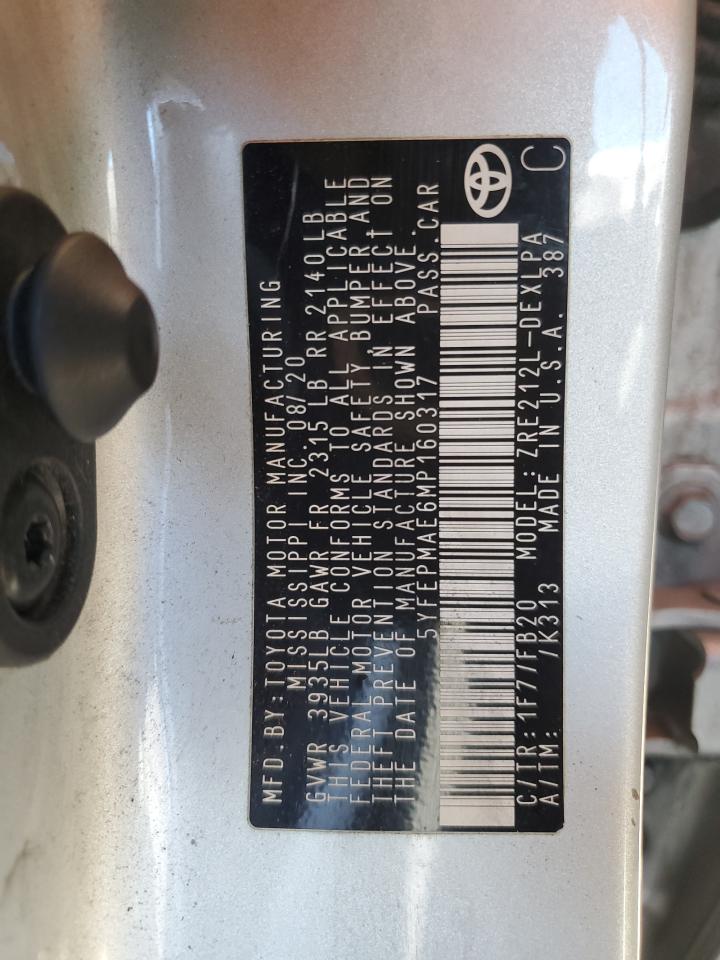 MFD.BY:TOYOTA MOTOR MANUFACTURING
MISSISSIPPI INC. 08/20
GVWR 3935LB GAWR FR 2315 LB RR 2140LB
THIS VEHICLE CONFORMS TO ALL APPLICABLE
FEDERAL MOTOR VEHICLE SAFETY, BUMPER AND
THEFT PREVENTION STANDARDS IN EFFECT ON
THE DATE OF MANUFACTURE SHOWN ABOVE.
5YFEPMAE6MP160317 PASS.CAR
C/TR:1F7/FB20 MODEL: ZRE212L-DEXLPA
A/TM: /K313 MADE IN U.S.A. 387
C